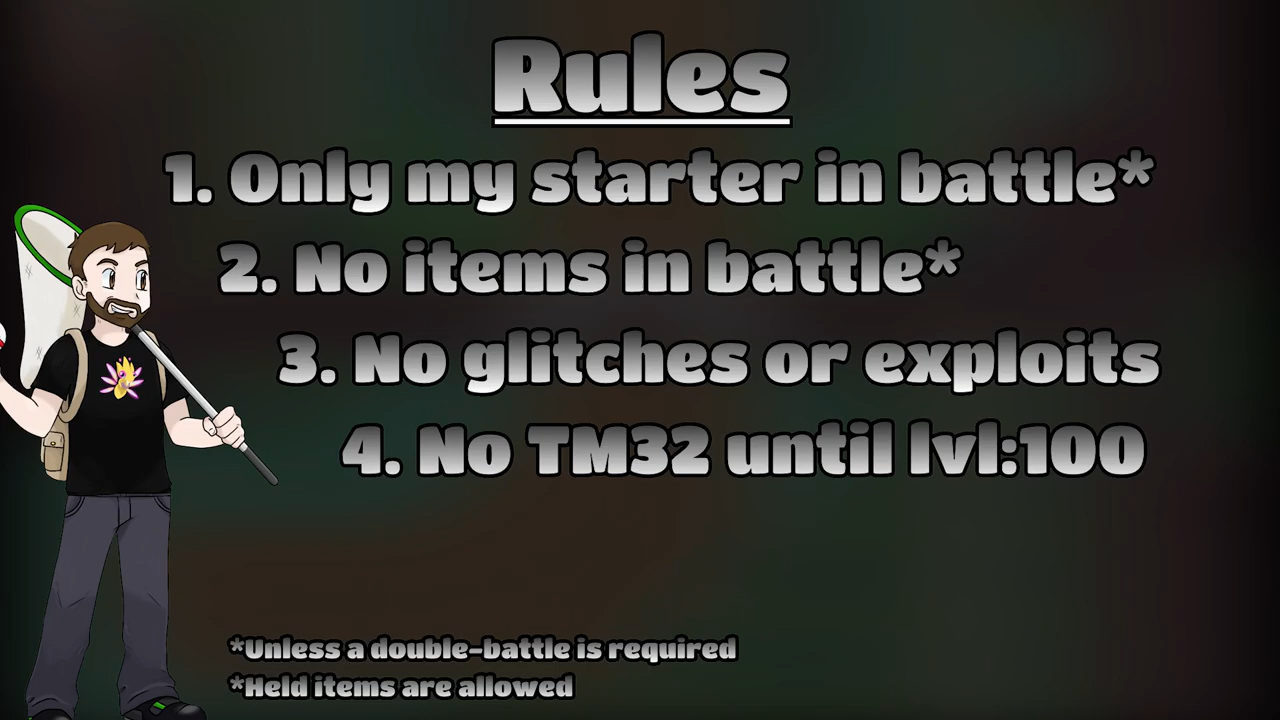 Rules
1. Only my starter in battle*
2. No items in battle*
3. No glitches or exploits
4. No TM32 until lvl:100
*Unless a double-battle is required
*Held items are allowed